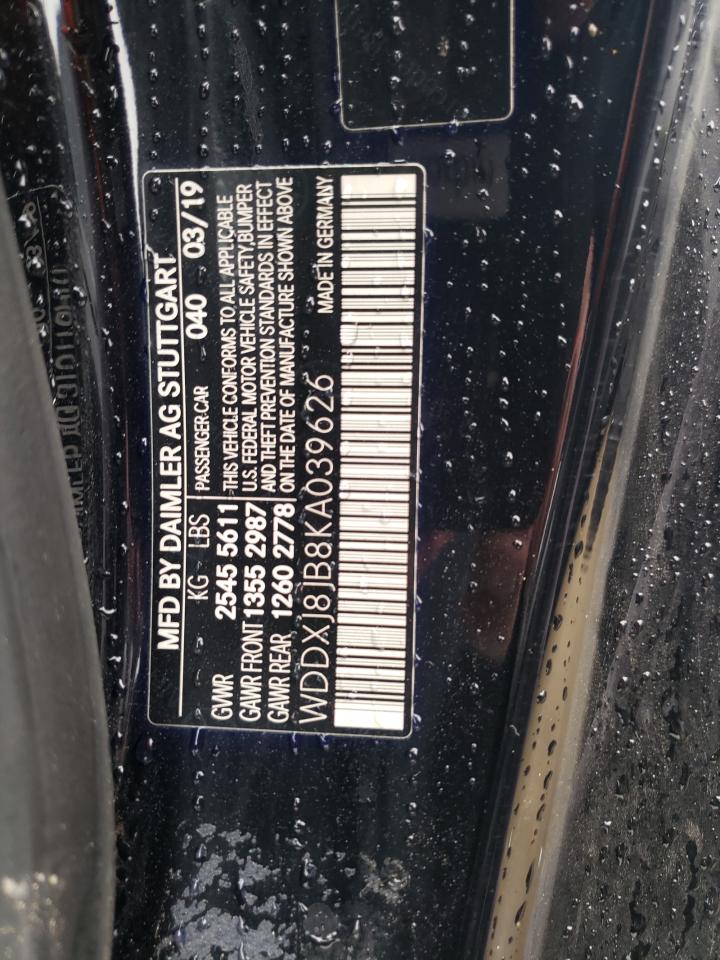 MFD BY DAIMLER AG STUTTGART
KG LBS PASSENGER CAR 040 03/19
GVWR 2545 5611 THIS VEHICLE CONFORMS TO ALL APPLICABLE
GAWR FRONT 1355 2987 U.S. FEDERAL MOTOR VEHICLE SAFETY, BUMPER
AND THEFT PREVENTION STANDARDS IN EFFECT
GAWR REAR 1260 2778 ON THE DATE OF MANUFACTURE SHOWN ABOVE
WDDXJ8JB8KA039626 MADE IN GERMANY